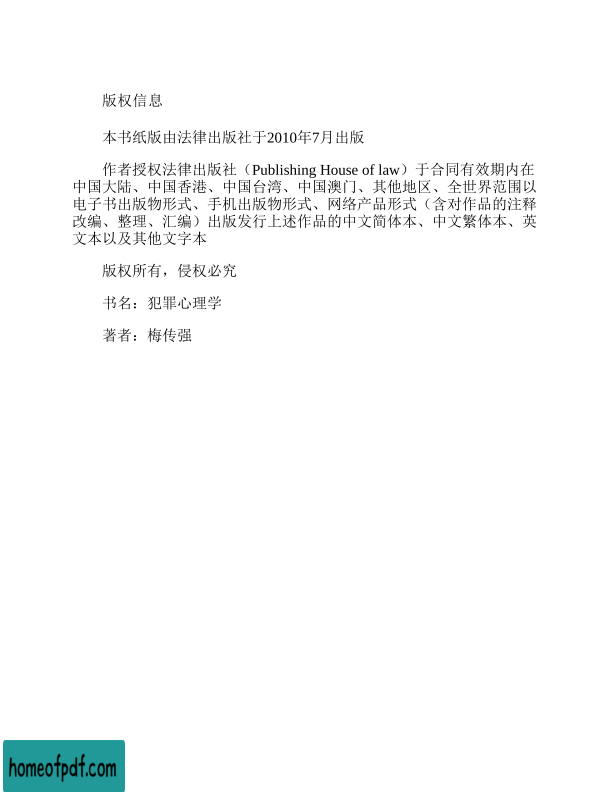 版权信息
本书纸版由法律出版社于2010年7月出版
作者授权法律出版社（Publishing House of law）于合同有效期内在
中国大陆、中国香港、中国台湾、中国澳门、其他地区、全世界范围以
电子书出版物形式、手机出版物形式、网络产品形式（含对作品的注释
改编、整理、汇编）出版发行上述作品的中文简体本、中文繁体本、英
文本以及其他文字本
版权所有，侵权必究
书名：犯罪心理学
著者：梅传强
homeofpdf.com